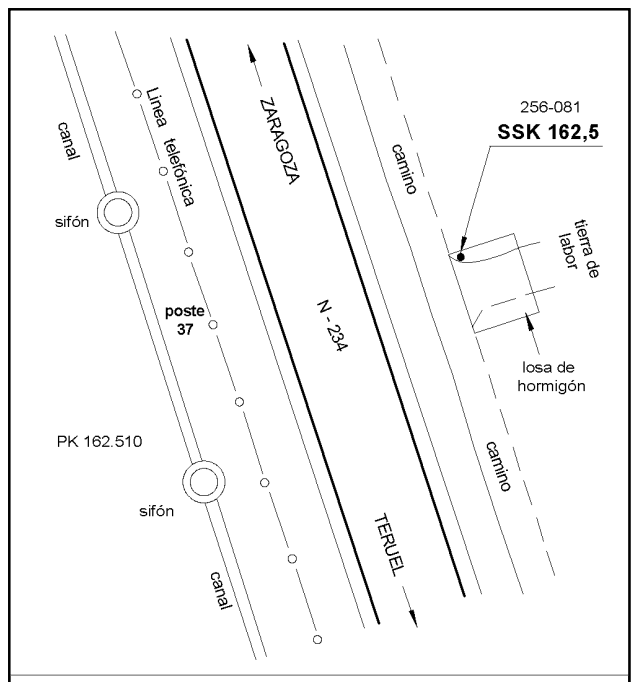 256-081
SSK 162,5
canal
Linea telefónica
ZARAGOZA
camino
sifón
tierra de
labor
poste
37
N - 234
losa de
hormigón
PK 162.510
camino
sifón
TERUEL
canal